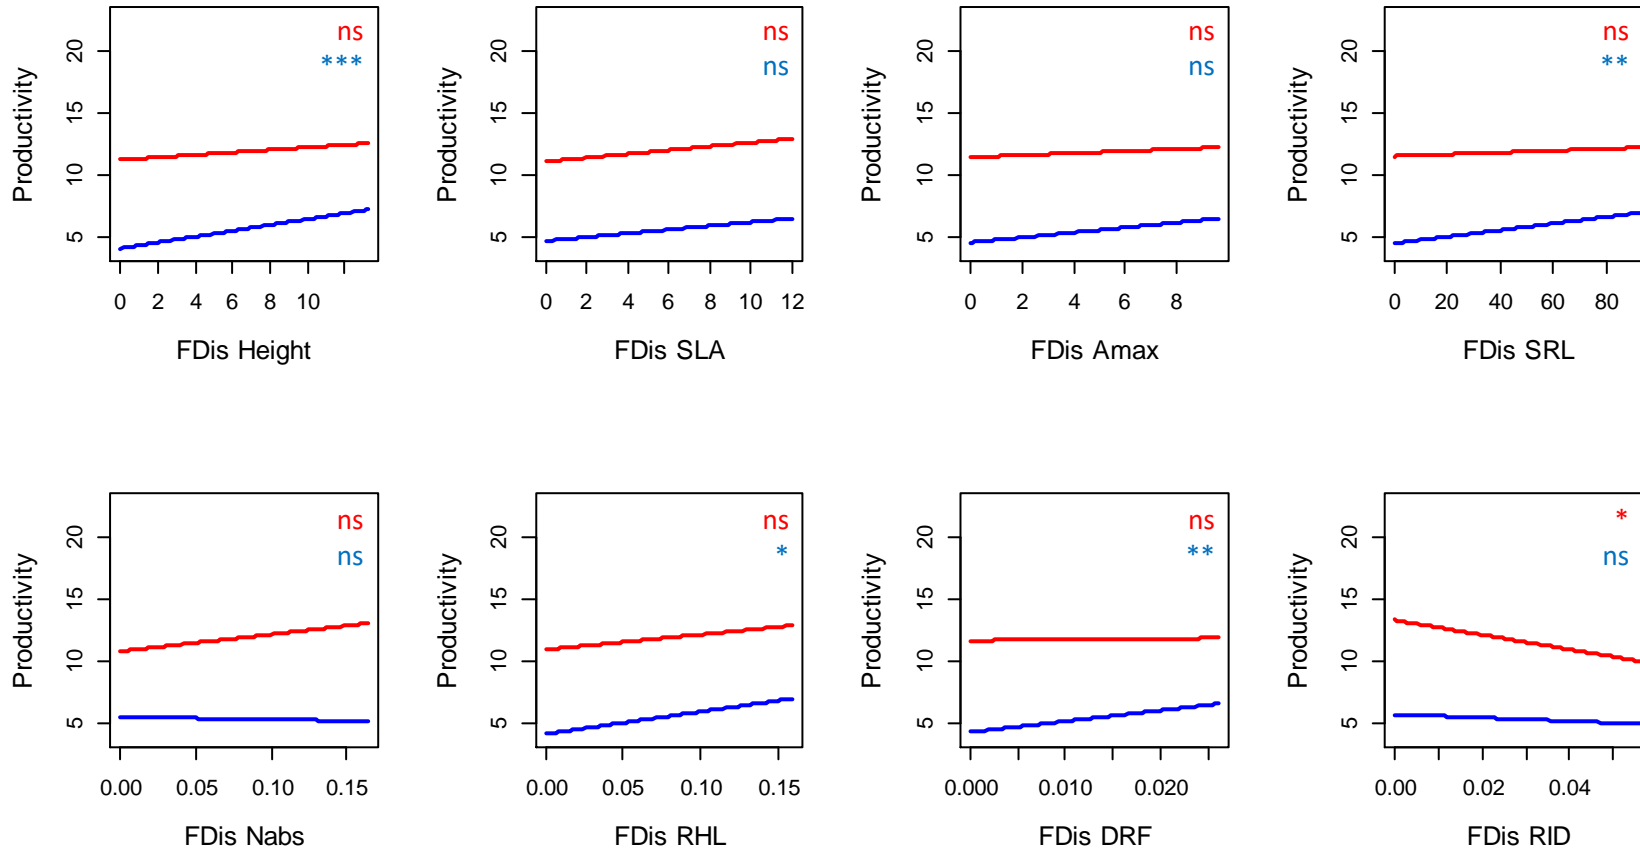 Productivity
20
15
10
5
ns
***
0 2 4 6 8 10
FDis Height
Productivity
20
15
10
5
ns
ns
0 2 4 6 8 10 12
FDis SLA
Productivity
20
15
10
5
ns
ns
0 2 4 6 8
FDis Amax
Productivity
20
15
10
5
ns
**
0 20 40 60 80
FDis SRL
Productivity
20
15
10
5
ns
ns
0.00 0.05 0.10 0.15
FDis Nabs
Productivity
20
15
10
5
ns
*
0.00 0.05 0.10 0.15
FDis RHL
Productivity
20
15
10
5
ns
**
0.000 0.010 0.020
FDis DRF
Productivity
20
15
10
5
*
ns
0.00 0.02 0.04
FDis RID